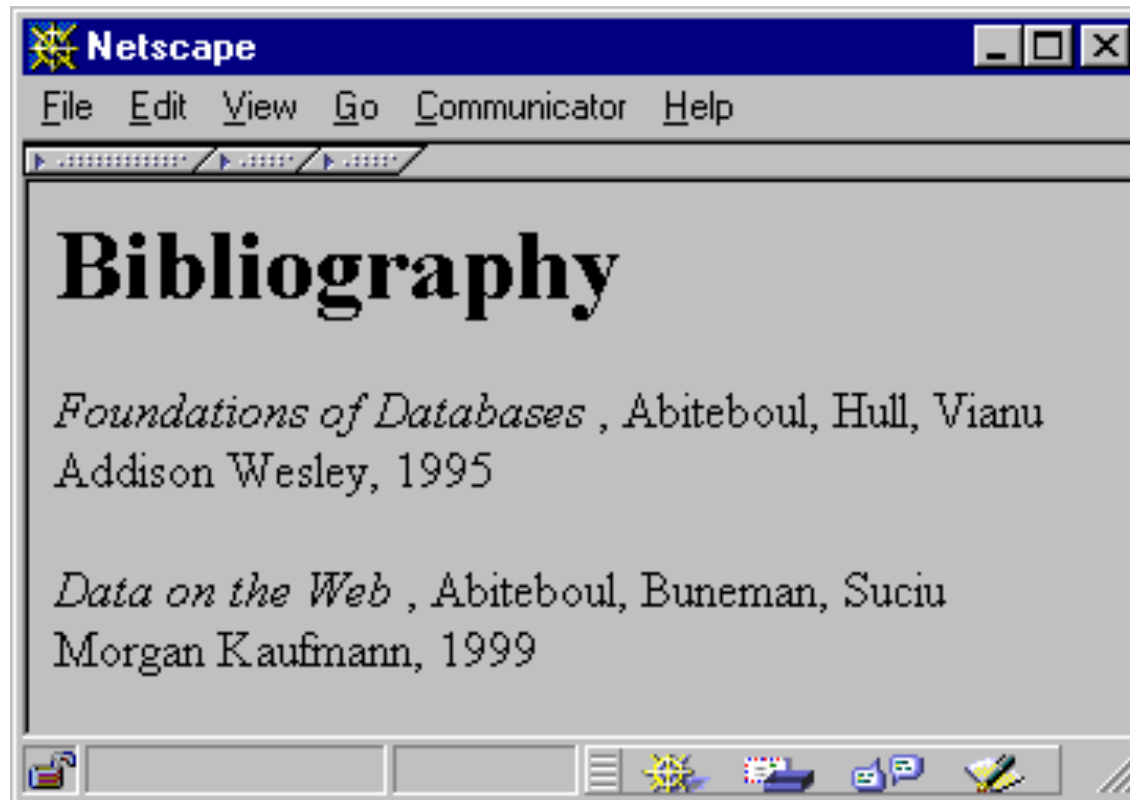 Netscape
File Edit View Go Communicator Help
Bibliography
Foundations of Databases , Abiteboul, Hull, Vianu
Addison Wesley, 1995
Data on the Web , Abiteboul, Buneman, Suciu
Morgan Kaufmann, 1999